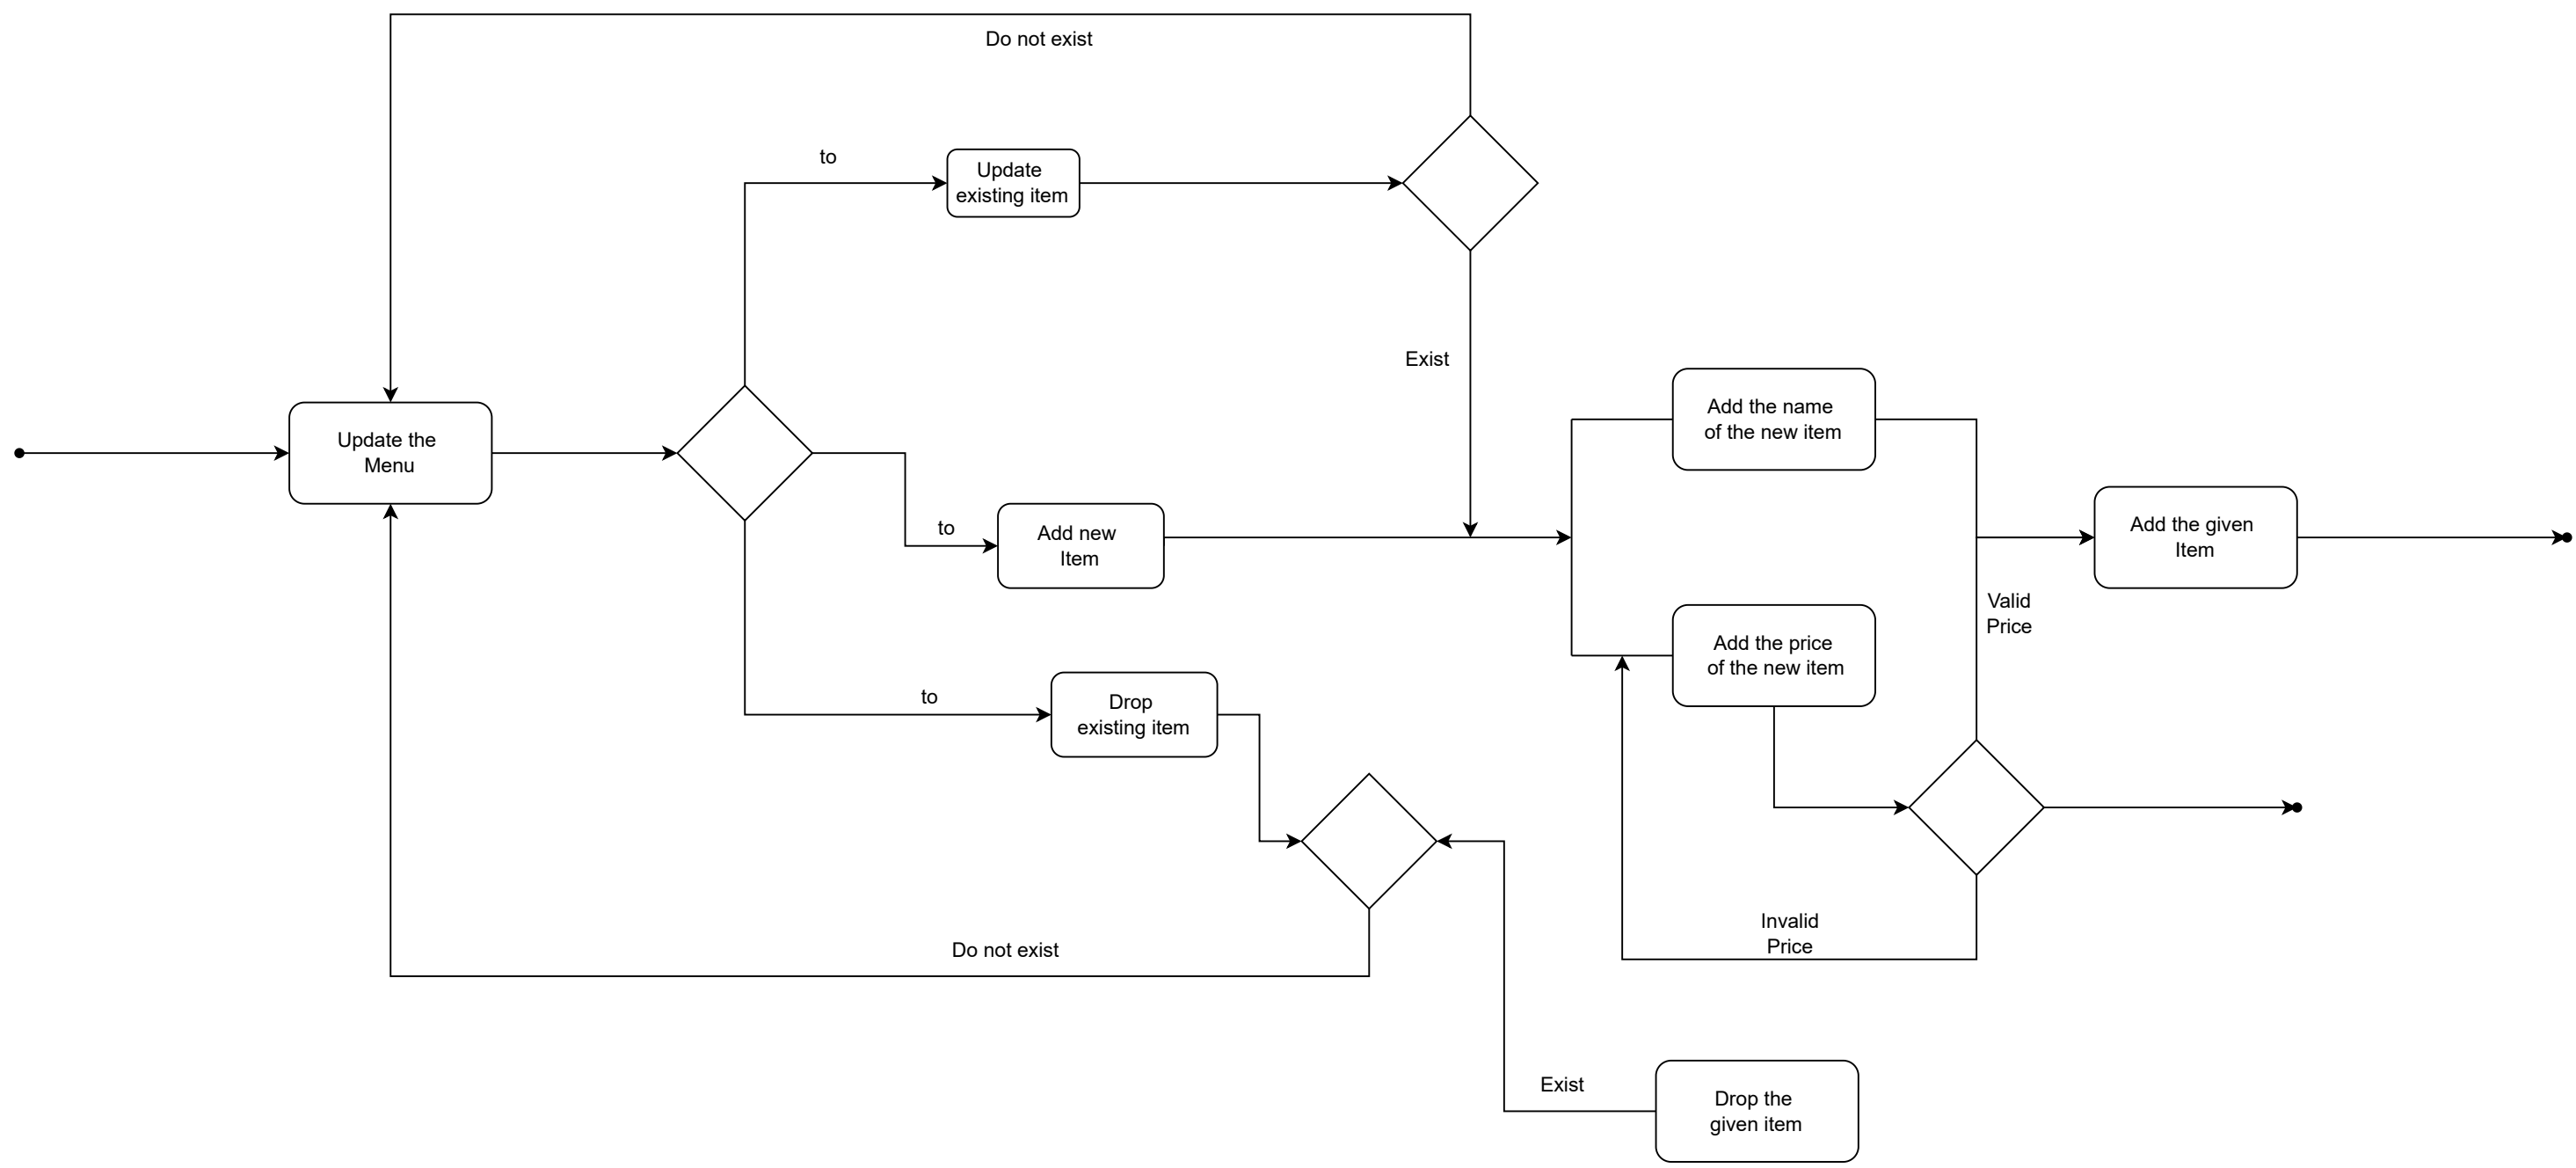 Do not exist
to
Update
existing item
Exist
Update the
Menu
to
Add new
Item
Add the name
of the new item
Add the given
Item
Valid
Price
Add the price
of the new item
to
Drop
existing item
Invalid
Price
Do not exist
Exist
Drop the
given item